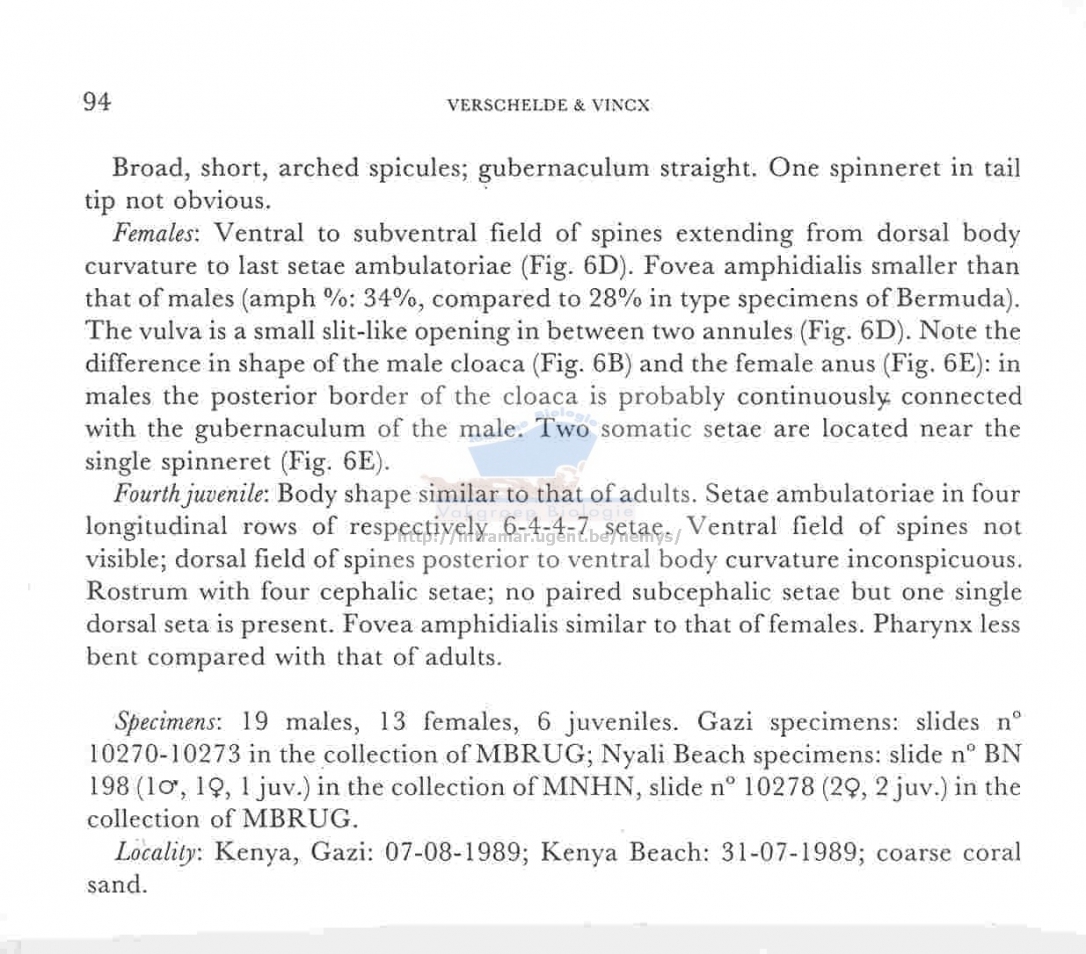 94
VERSCHELDE & VINCX
Broad, short, arched spicules; gubernaculum straight. One spinneret in tail
tip not obvious.
Females: Ventral to subventral field of spines extending from dorsal body
curvature to last setae ambulatoriae (Fig. 6D). Fovea amphidialis smaller than
that of males (amph %: 34%, compared to 28% in type specimens of Bermuda).
The vulva is a small slit-like opening in between two annules (Fig. 6D). Note the
difference in shape of the male cloaca (Fig. 6B) and the female anus (Fig. 6E): in
males the posterior border of the cloaca is probably continuously connected
with the gubernaculum of the male. Two somatic setae are located near the
single spinneret (Fig. 6E).
Fourth juvenile: Body shape similar to that of adults. Setae ambulatoriae in four
longitudinal rows of respectively 6-4-4-7 setae. Ventral field of spines not
visible; dorsal field of spines posterior to ventral body curvature inconspicuous.
Rostrum with four cephalic setae; no paired subcephalic setae but one single
dorsal seta is present. Fovea amphidialis similar to that of females. Pharynx less
bent compared with that of adults.
Specimens: 19 males, 13 females, 6 juveniles. Gazi specimens: slides n°
10270-10273 in the collection of MBRUG; Nyali Beach specimens: slide n° BN
198 (1♂, 1♀, 1 juv.) in the collection of MNHN, slide n° 10278 (2♀, 2 juv.) in the
collection of MBRUG.
Locality: Kenya, Gazi: 07-08-1989; Kenya Beach: 31-07-1989; coarse coral
sand.
Biologie
Vakgroep Biologie
http://intramar.ugent.be/nemys/